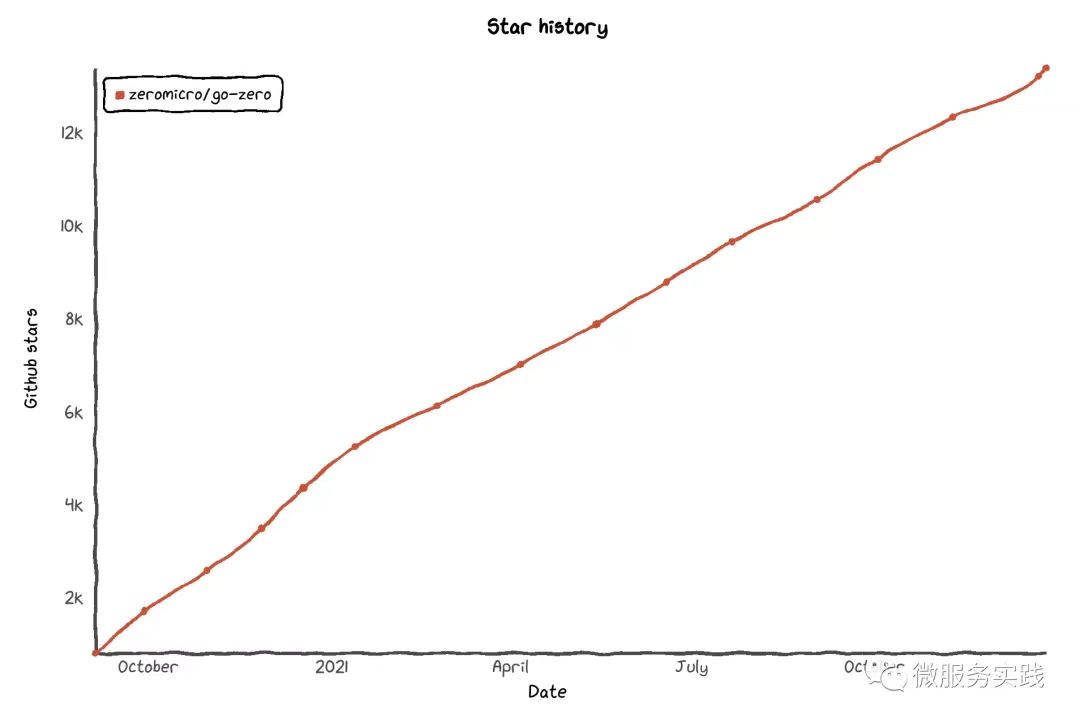 Star history
zeromicro/go-zero
12k
10k
8k
6k
4k
2k
Github stars
October
2021
April
July
October
Date
微服务实践